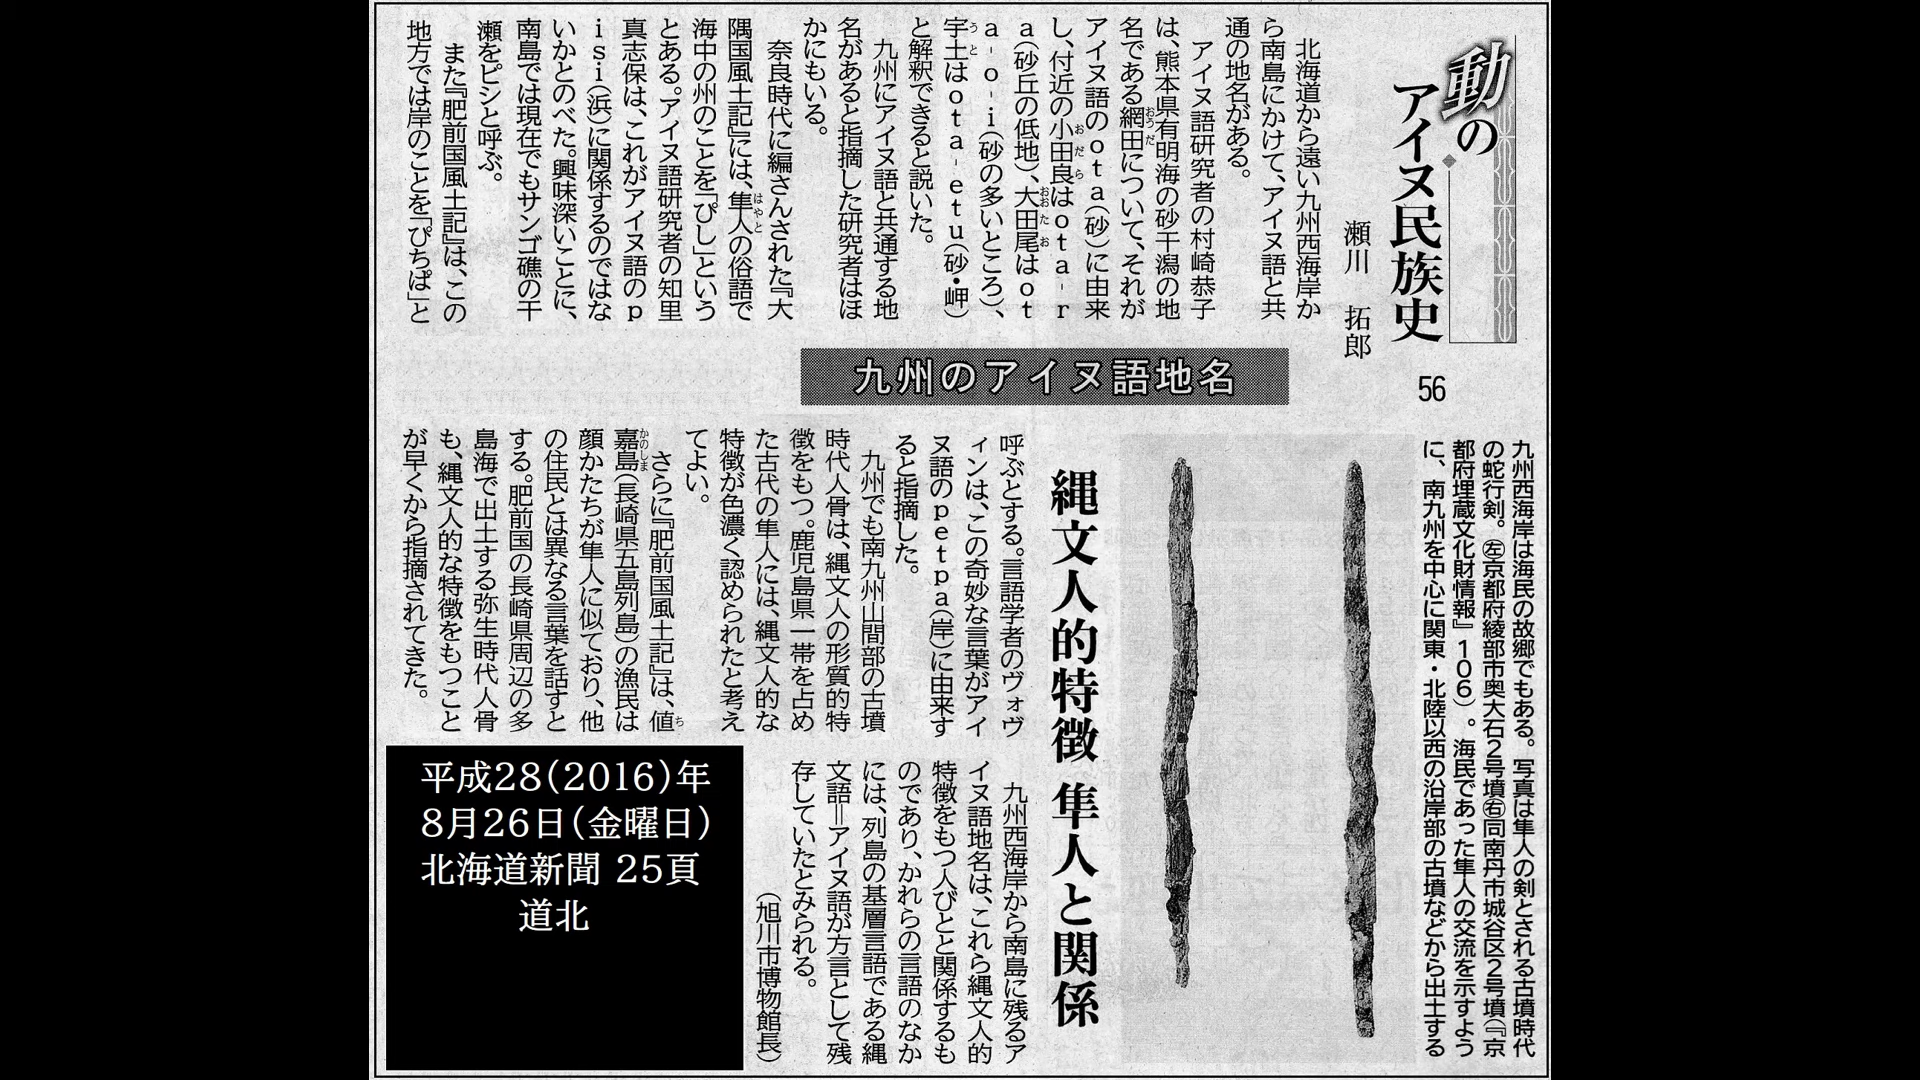 動の
アイヌ民族史
瀬川 拓郎
56
北海道から遠い九州西海岸か
ら南島にかけて、アイヌ語と共
通の地名がある。
アイヌ語研究者の村崎恭子
は、熊本県有明海の砂干潟の地
名である網田おうだについて、それが
アイヌ語のota(砂)に由来
し、付近の小田良おだらはota-r
a(砂丘の低地)、大田尾おおたおはot
a-o-i(砂の多いところ)、
宇土うとはota-etu(砂・岬)
と解釈できると説いた。
九州にアイヌ語と共通する地
名があると指摘した研究者はほ
かにもいる。
奈良時代に編さんされた『大
隅国風土記』には、隼人はやとの俗語で
海中の州のことを「ぴし」という
とある。アイヌ語研究者の知里
真志保は、これがアイヌ語のp
isi(浜)に関係するのではな
いかとのべた。興味深いことに、
南島では現在でもサンゴ礁の干
瀬をピシと呼ぶ。
また『肥前国風土記』は、この
地方では岸のことを「ぴちぱ」と
九州のアイヌ語地名
九州西海岸は海民の故郷でもある。写真は隼人の剣とされる古墳時代
の蛇行剣。㊧京都府綾部市奥大石2号墳㊨同南丹市城谷区2号墳(『京
都府埋蔵文化財情報』106)。海民であった隼人の交流を示すよう
に、南九州を中心に関東・北陸以西の沿岸部の古墳などから出土する
縄文人的特徴 隼人と関係
呼ぶとする。言語学者のヴォヴ
ィンは、この奇妙な言葉がアイ
ヌ語のpetpa(岸)に由来す
ると指摘した。
九州でも南九州山間部の古墳
時代人骨は、縄文人の形質的特
徴をもつ。鹿児島県一帯を占め
た古代の隼人には、縄文人的な
特徴が色濃く認められたと考え
てよい。
さらに『肥前国風土記』は、値ち
嘉島かのしま(長崎県五島列島)の漁民は
顔かたちが隼人に似ており、他
の住民とは異なる言葉を話すと
する。肥前国の長崎県周辺の多
島海で出土する弥生時代人骨
も、縄文人的な特徴をもつこと
が早くから指摘されてきた。
九州西海岸から南島に残るア
イヌ語地名は、これら縄文人的
特徴をもつ人びとと関係するも
のであり、かれらの言語のなか
には、列島の基層言語である縄
文語＝アイヌ語が方言として残
存していたとみられる。
(旭川市博物館長)
平成28(2016)年
8月26日(金曜日)
北海道新聞 25頁
道北